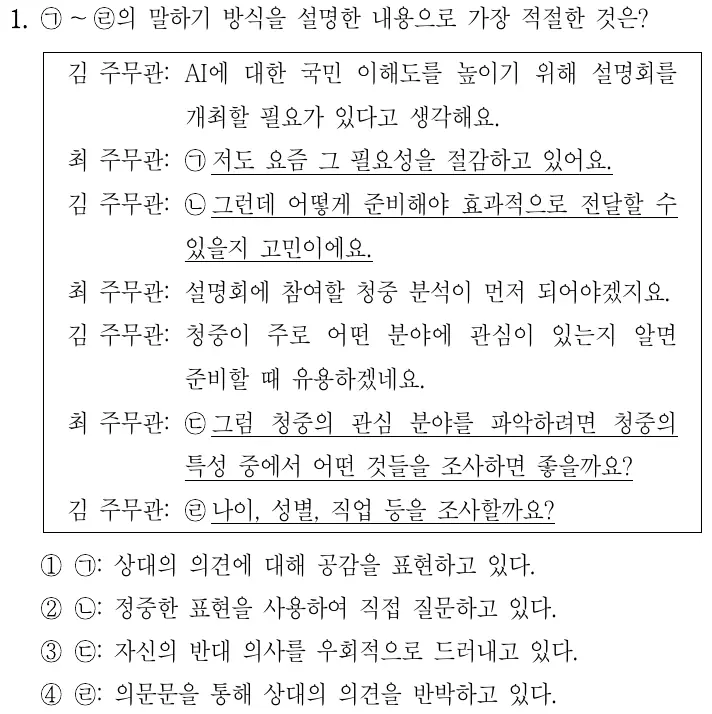 1. ㉠ ~ ㉣의 말하기 방식을 설명한 내용으로 가장 적절한 것은?
김 주무관: AI에 대한 국민 이해도를 높이기 위해 설명회를
개최할 필요가 있다고 생각해요.
최 주무관: ㉠ 저도 요즘 그 필요성을 절감하고 있어요.
김 주무관: ㉡ 그런데 어떻게 준비해야 효과적으로 전달할 수
있을지 고민이에요.
최 주무관: 설명회에 참여할 청중 분석이 먼저 되어야겠지요.
김 주무관: 청중이 주로 어떤 분야에 관심이 있는지 알면
준비할 때 유용하겠네요.
최 주무관: ㉢ 그럼 청중의 관심 분야를 파악하려면 청중의
특성 중에서 어떤 것들을 조사하면 좋을까요?
김 주무관: ㉣ 나이, 성별, 직업 등을 조사할까요?
① ㉠: 상대의 의견에 대해 공감을 표현하고 있다.
② ㉡: 정중한 표현을 사용하여 직접 질문하고 있다.
③ ㉢: 자신의 반대 의사를 우회적으로 드러내고 있다.
④ ㉣: 의문문을 통해 상대의 의견을 반박하고 있다.